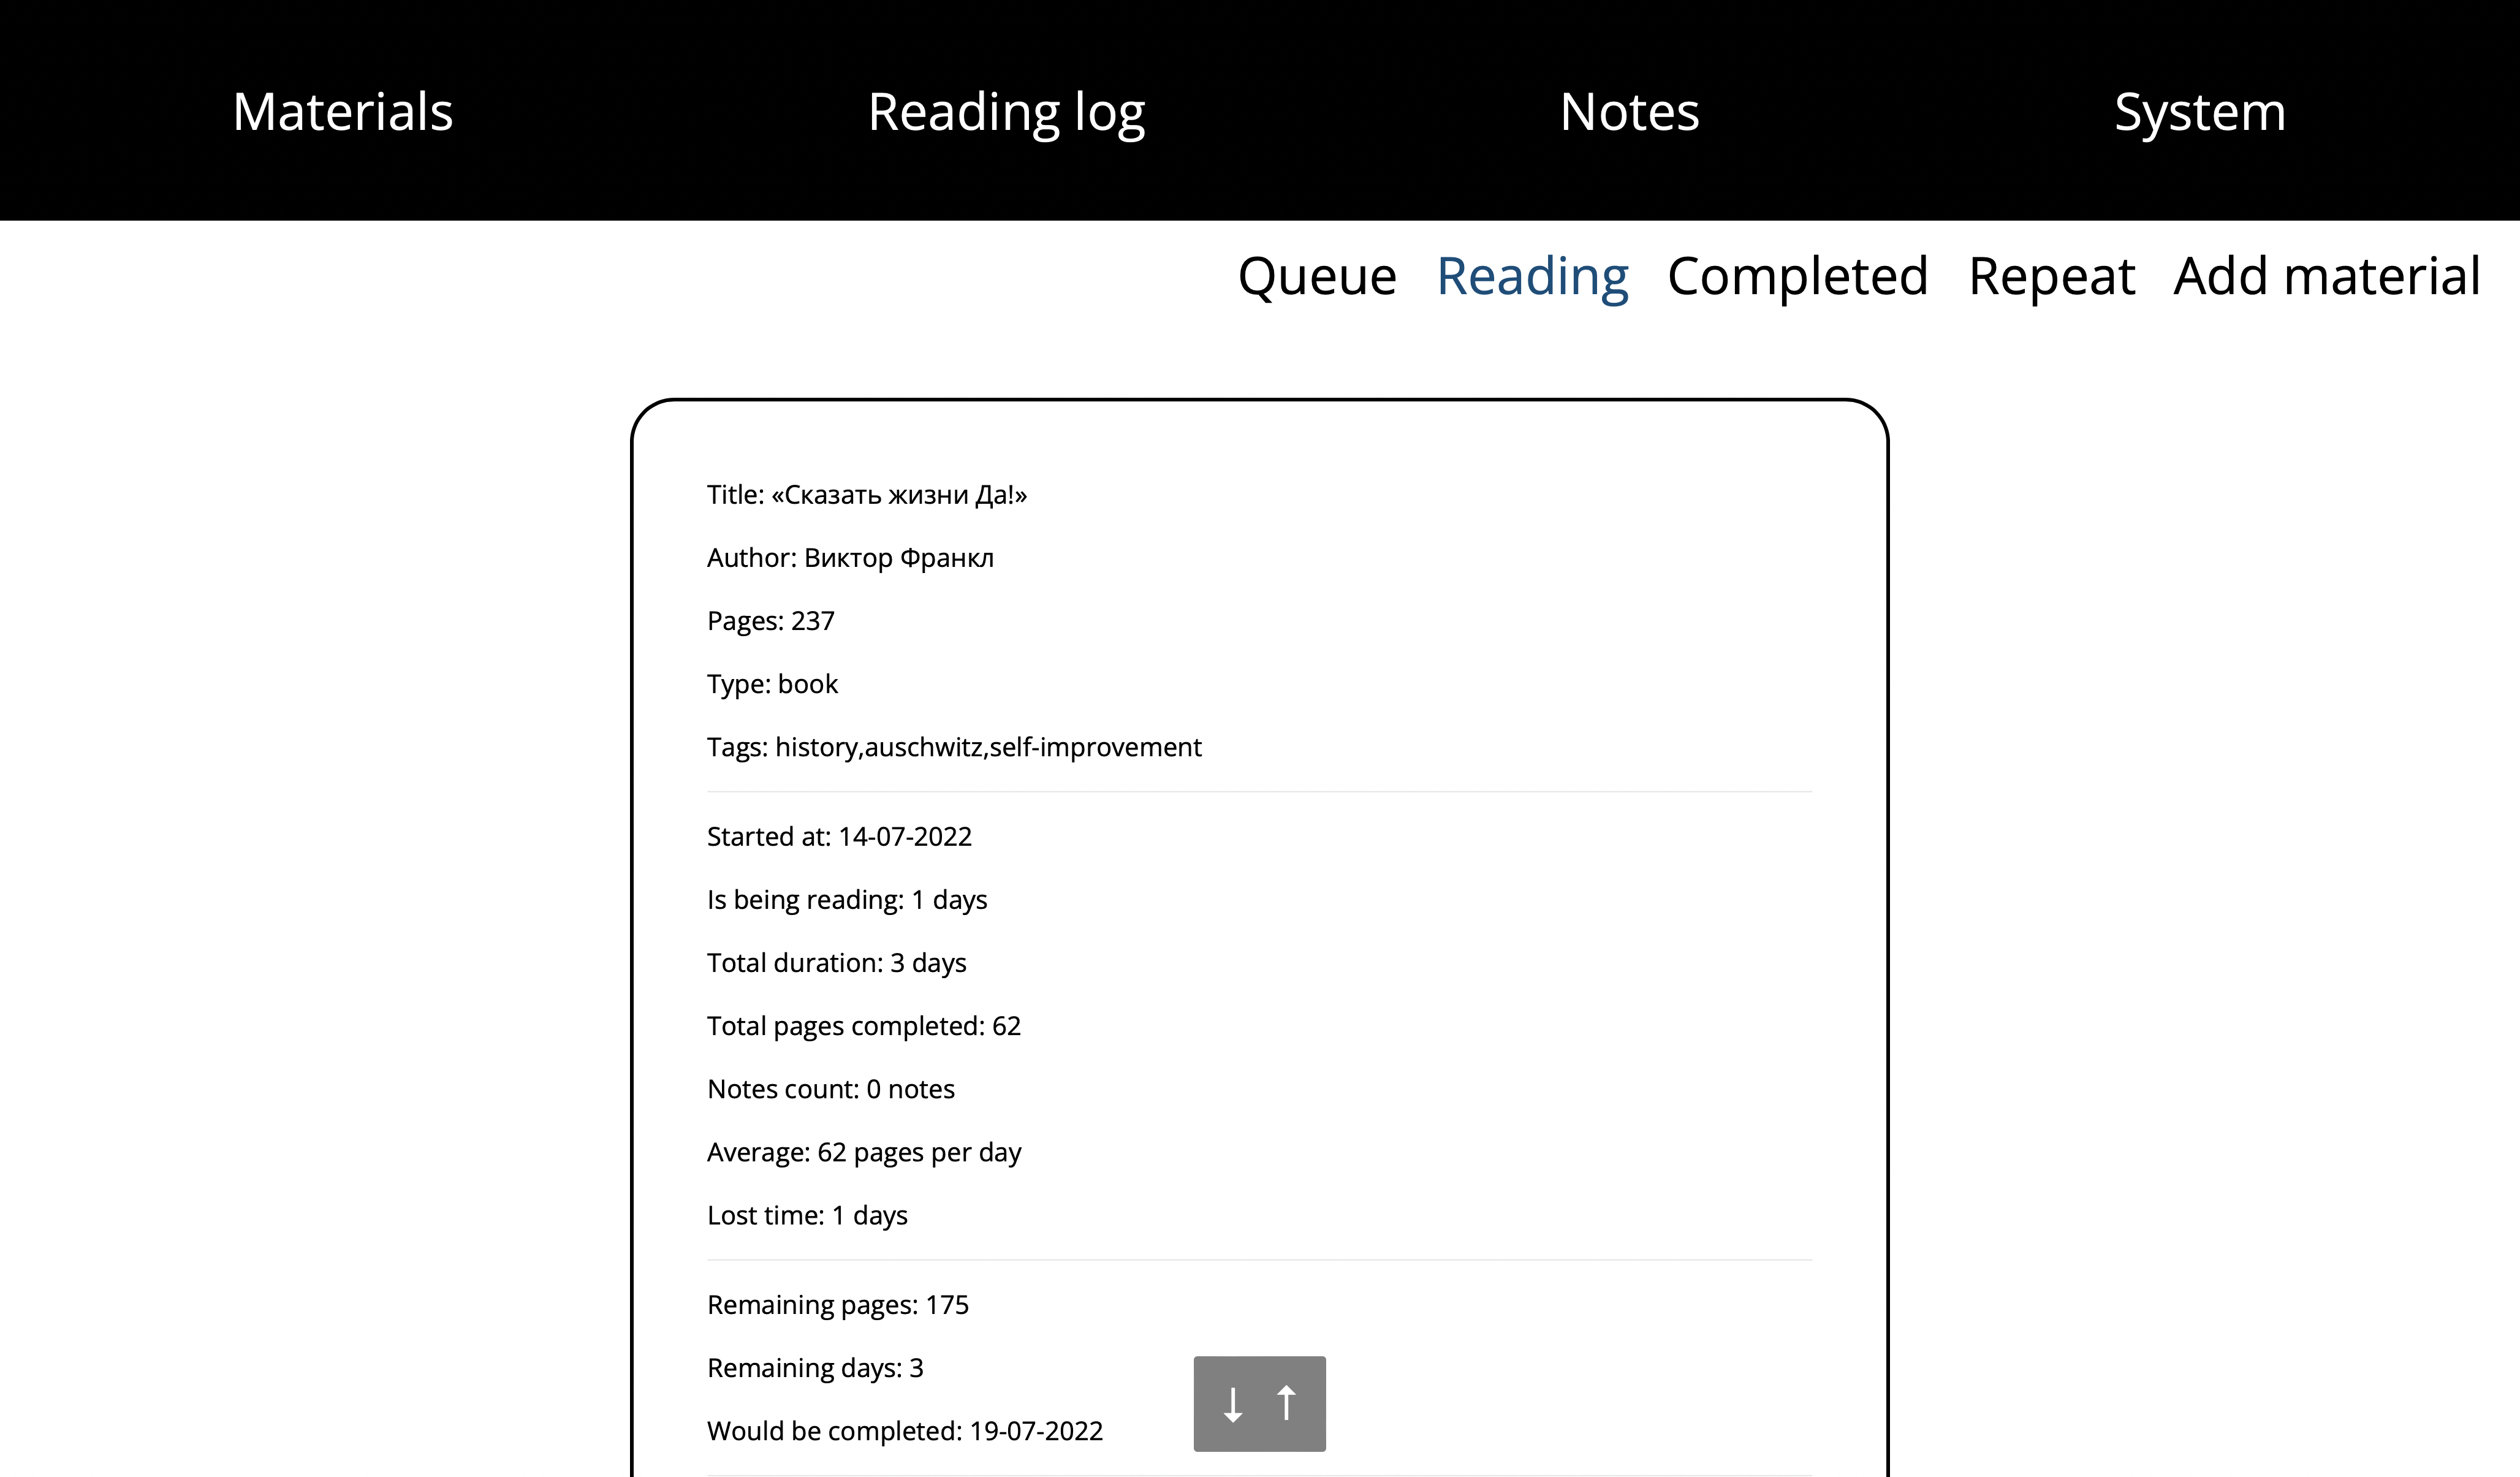 Materials Reading log Notes System
Queue Reading Completed Repeat Add material
Title: «Сказать жизни Да!»
Author: Виктор Франкл
Pages: 237
Type: book
Tags: history,auschwitz,self-improvement
Started at: 14-07-2022
Is being reading: 1 days
Total duration: 3 days
Total pages completed: 62
Notes count: 0 notes
Average: 62 pages per day
Lost time: 1 days
Remaining pages: 175
Remaining days: 3
↓ ↑
Would be completed: 19-07-2022